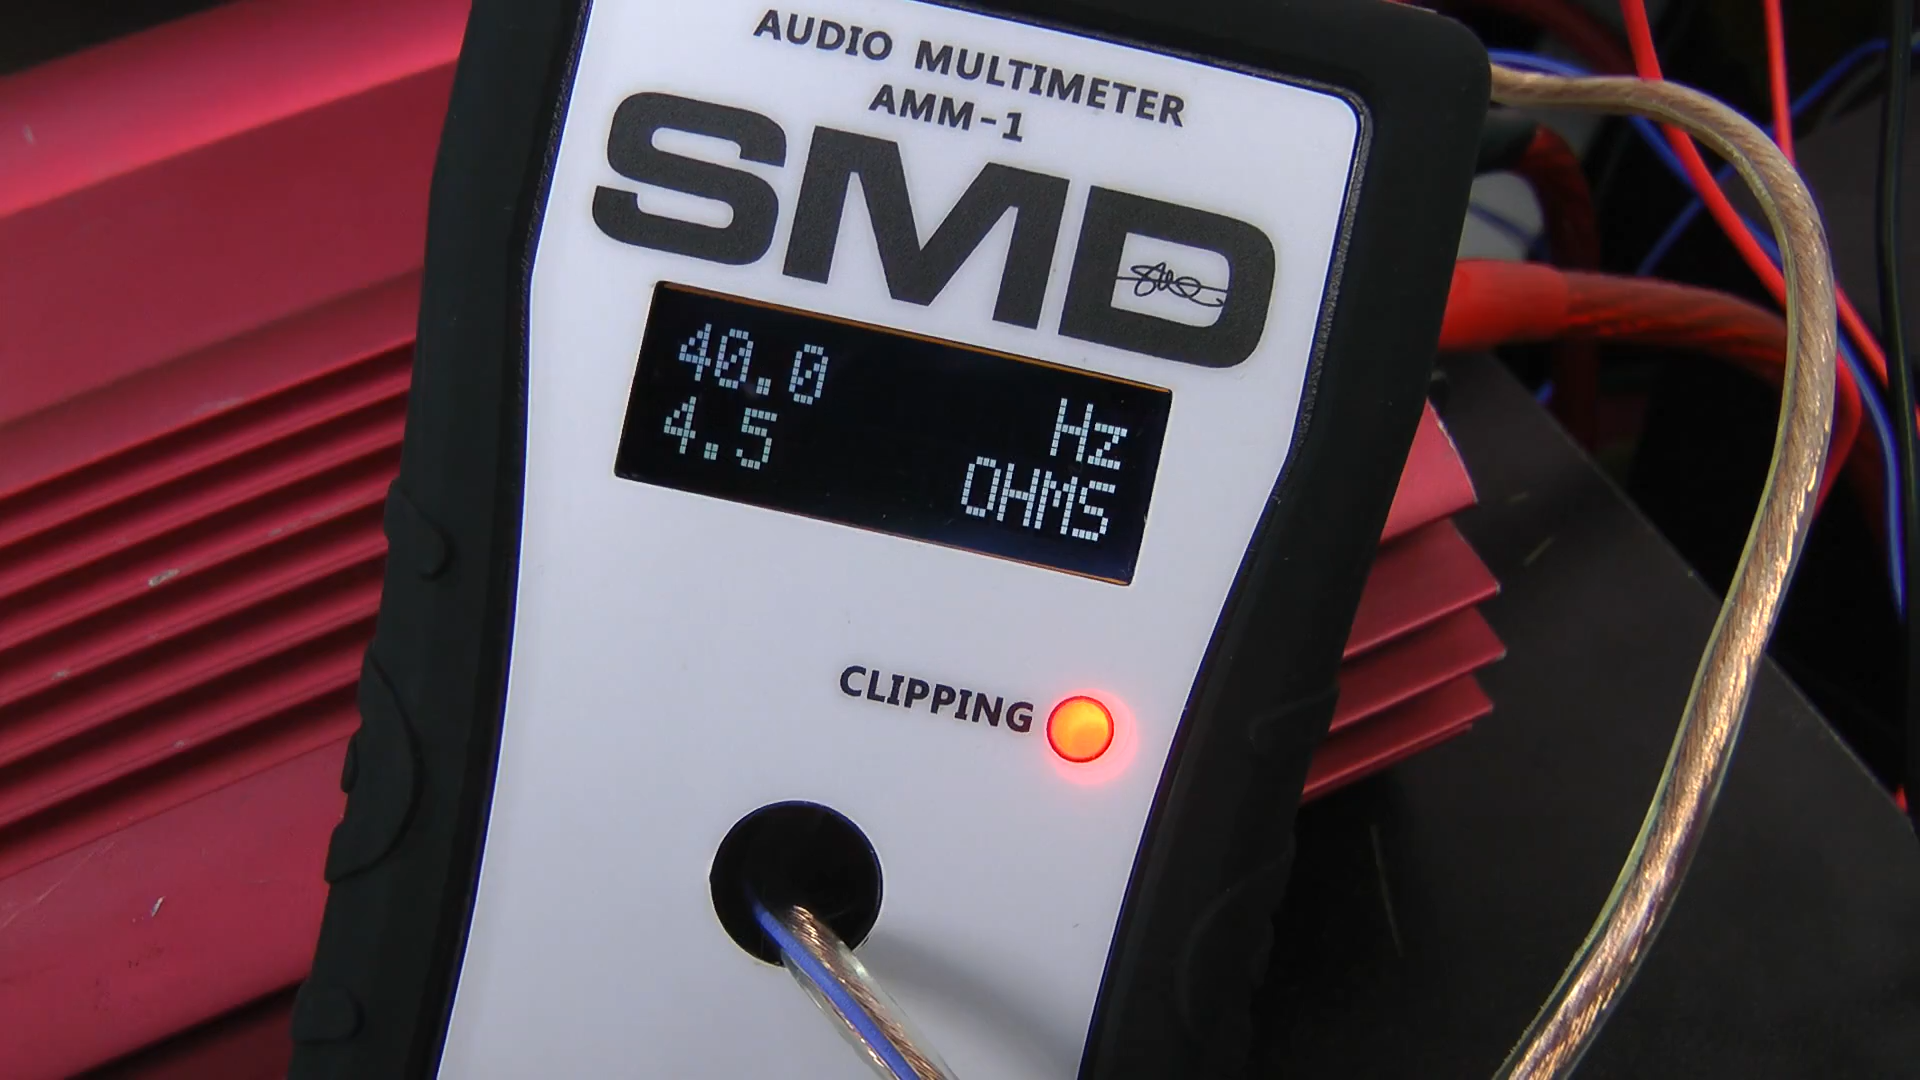 AUDIO MULTIMETER
AMM-1
SMD
40.0 Hz
4.5 OHMS
CLIPPING